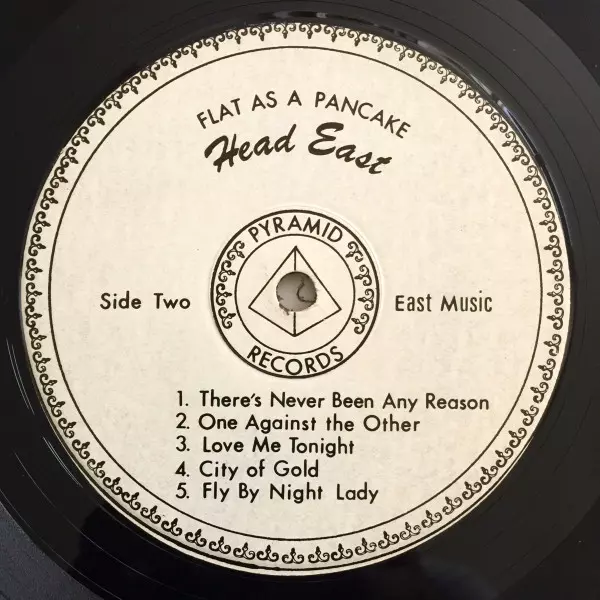 FLAT AS A PANCAKE
Head East
PYRAMID
Side Two
East Music
RECORDS
1. There's Never Been Any Reason
2. One Against the Other
3. Love Me Tonight
4. City of Gold
5. Fly By Night Lady